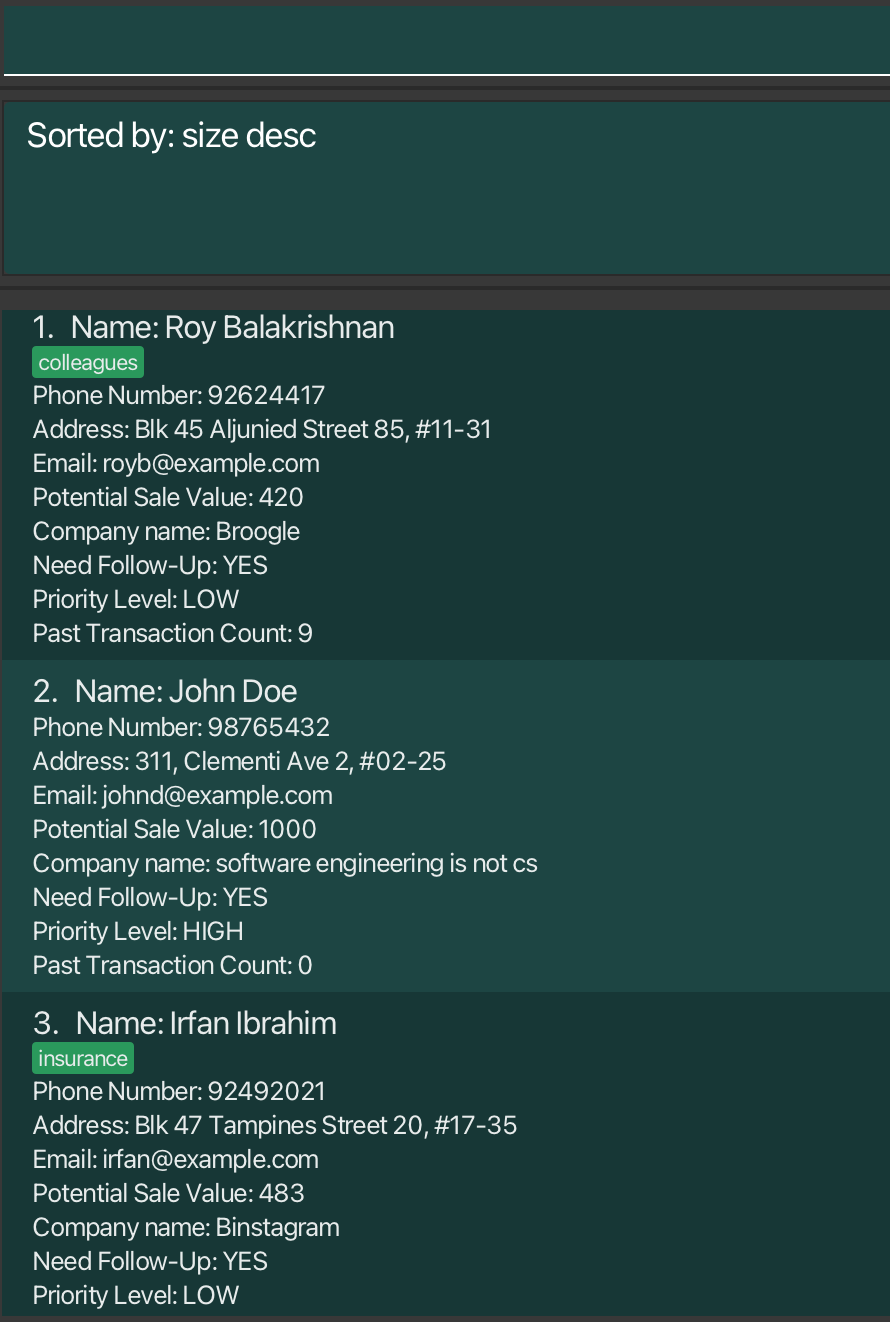 Sorted by: size desc
1. Name: Roy Balakrishnan
colleagues
Phone Number: 92624417
Address: Blk 45 Aljunied Street 85, #11-31
Email: royb@example.com
Potential Sale Value: 420
Company name: Broogle
Need Follow-Up: YES
Priority Level: LOW
Past Transaction Count: 9
2. Name: John Doe
Phone Number: 98765432
Address: 311, Clementi Ave 2, #02-25
Email: johnd@example.com
Potential Sale Value: 1000
Company name: software engineering is not cs
Need Follow-Up: YES
Priority Level: HIGH
Past Transaction Count: 0
3. Name: Irfan Ibrahim
insurance
Phone Number: 92492021
Address: Blk 47 Tampines Street 20, #17-35
Email: irfan@example.com
Potential Sale Value: 483
Company name: Binstagram
Need Follow-Up: YES
Priority Level: LOW